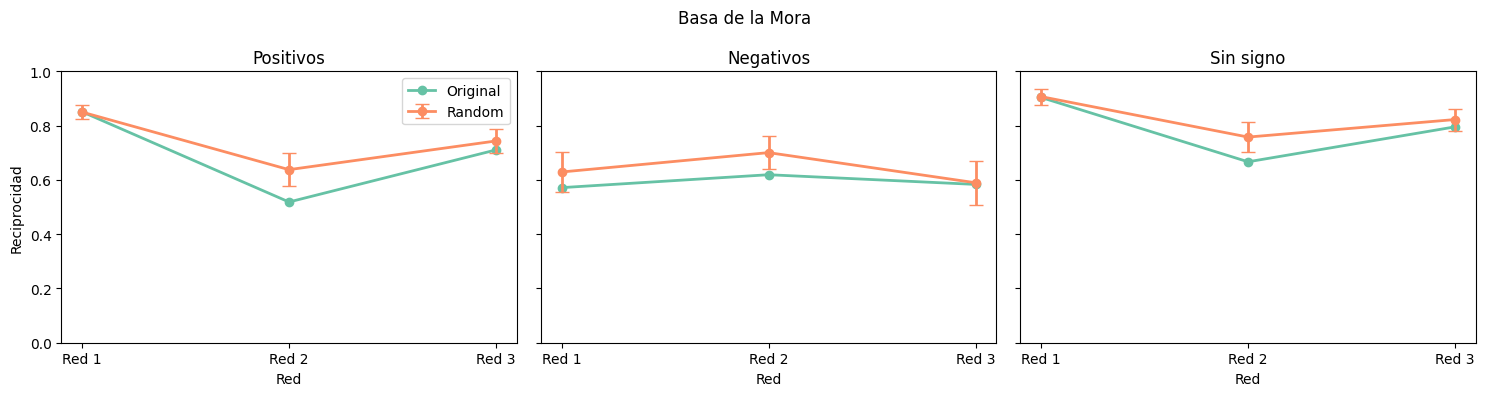 Basa de la Mora
Positivos
Negativos
Sin signo
Original
Random
Reciprocidad
1.0
0.8
0.6
0.4
0.2
0.0
Red 1
Red 2
Red 3
Red
Red 1
Red 2
Red 3
Red
Red 1
Red 2
Red 3
Red